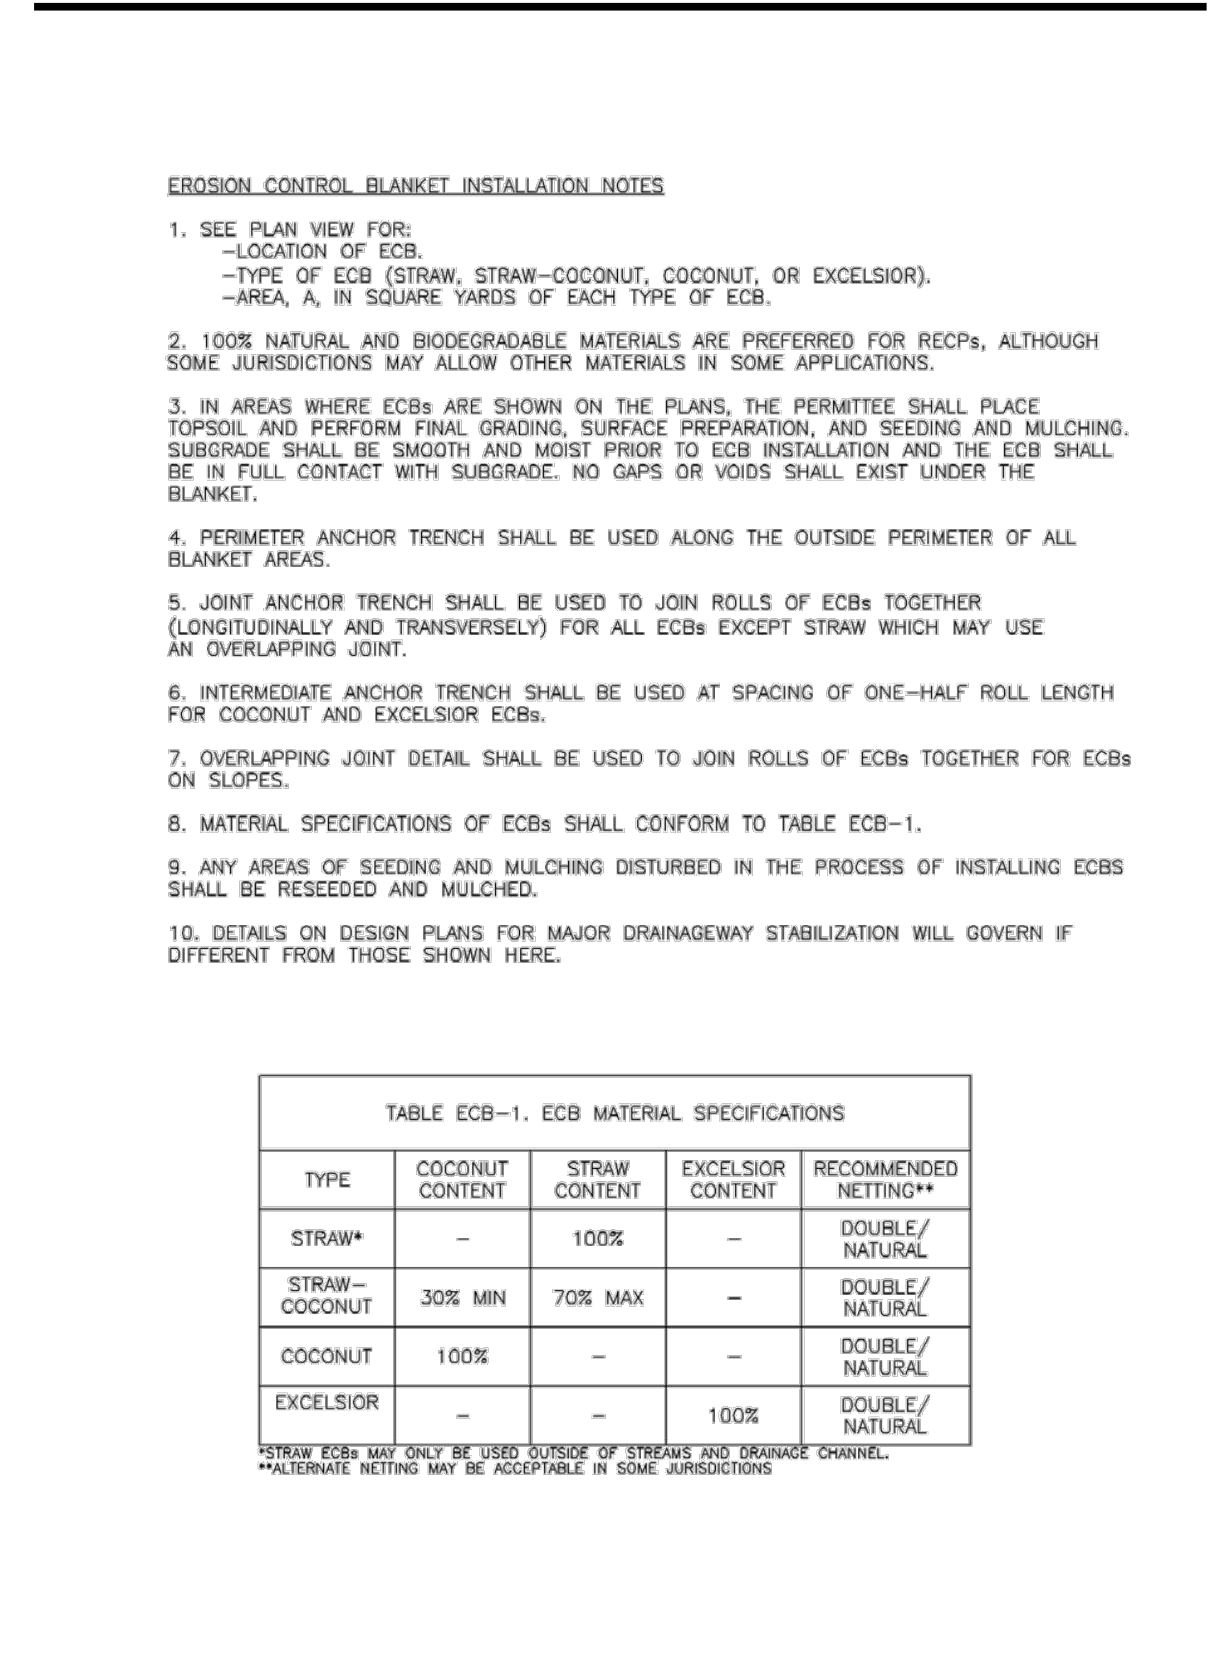 EROSION CONTROL BLANKET INSTALLATION NOTES
1. SEE PLAN VIEW FOR:
-LOCATION OF ECB.
-TYPE OF ECB (STRAW, STRAW-COCONUT, COCONUT, OR EXCELSIOR).
-AREA, A, IN SQUARE YARDS OF EACH TYPE OF ECB.
2. 100% NATURAL AND BIODEGRADABLE MATERIALS ARE PREFERRED FOR RECPs, ALTHOUGH
SOME JURISDICTIONS MAY ALLOW OTHER MATERIALS IN SOME APPLICATIONS.
3. IN AREAS WHERE ECBs ARE SHOWN ON THE PLANS, THE PERMITTEE SHALL PLACE
TOPSOIL AND PERFORM FINAL GRADING, SURFACE PREPARATION, AND SEEDING AND MULCHING.
SUBGRADE SHALL BE SMOOTH AND MOIST PRIOR TO ECB INSTALLATION AND THE ECB SHALL
BE IN FULL CONTACT WITH SUBGRADE. NO GAPS OR VOIDS SHALL EXIST UNDER THE
BLANKET.
4. PERIMETER ANCHOR TRENCH SHALL BE USED ALONG THE OUTSIDE PERIMETER OF ALL
BLANKET AREAS.
5. JOINT ANCHOR TRENCH SHALL BE USED TO JOIN ROLLS OF ECBs TOGETHER
(LONGITUDINALLY AND TRANSVERSELY) FOR ALL ECBs EXCEPT STRAW WHICH MAY USE
AN OVERLAPPING JOINT.
6. INTERMEDIATE ANCHOR TRENCH SHALL BE USED AT SPACING OF ONE-HALF ROLL LENGTH
FOR COCONUT AND EXCELSIOR ECBs.
7. OVERLAPPING JOINT DETAIL SHALL BE USED TO JOIN ROLLS OF ECBs TOGETHER FOR ECBs
ON SLOPES.
8. MATERIAL SPECIFICATIONS OF ECBs SHALL CONFORM TO TABLE ECB-1.
9. ANY AREAS OF SEEDING AND MULCHING DISTURBED IN THE PROCESS OF INSTALLING ECBS
SHALL BE RESEEDED AND MULCHED.
10. DETAILS ON DESIGN PLANS FOR MAJOR DRAINAGEWAY STABILIZATION WILL GOVERN IF
DIFFERENT FROM THOSE SHOWN HERE.
TABLE ECB-1. ECB MATERIAL SPECIFICATIONS
TYPE COCONUT CONTENT STRAW CONTENT EXCELSIOR CONTENT RECOMMENDED NETTING**
STRAW* - 100% - DOUBLE/ NATURAL
STRAW- COCONUT 30% MIN 70% MAX - DOUBLE/ NATURAL
COCONUT 100% - - DOUBLE/ NATURAL
EXCELSIOR - - 100% DOUBLE/ NATURAL
*STRAW ECBs MAY ONLY BE USED OUTSIDE OF STREAMS AND DRAINAGE CHANNEL.
**ALTERNATE NETTING MAY BE ACCEPTABLE IN SOME JURISDICTIONS